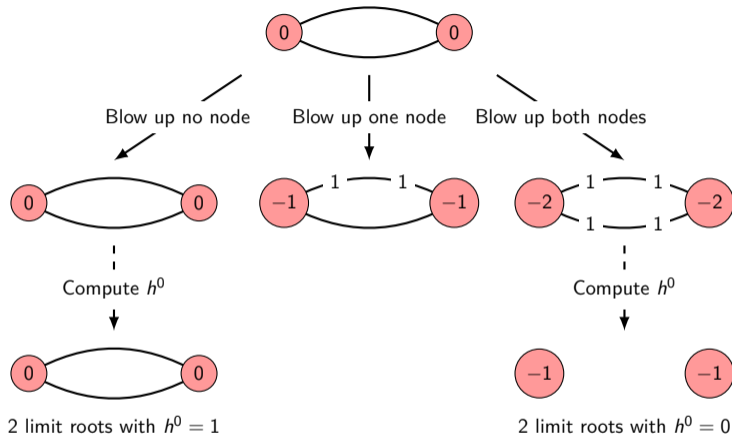 0 0
Blow up no node Blow up one node Blow up both nodes
1 1 1 1
0 0 −1 −1 −2 −2
1 1
Compute h⁰ Compute h⁰
0 0 −1 −1
2 limit roots with h⁰ = 1 2 limit roots with h⁰ = 0